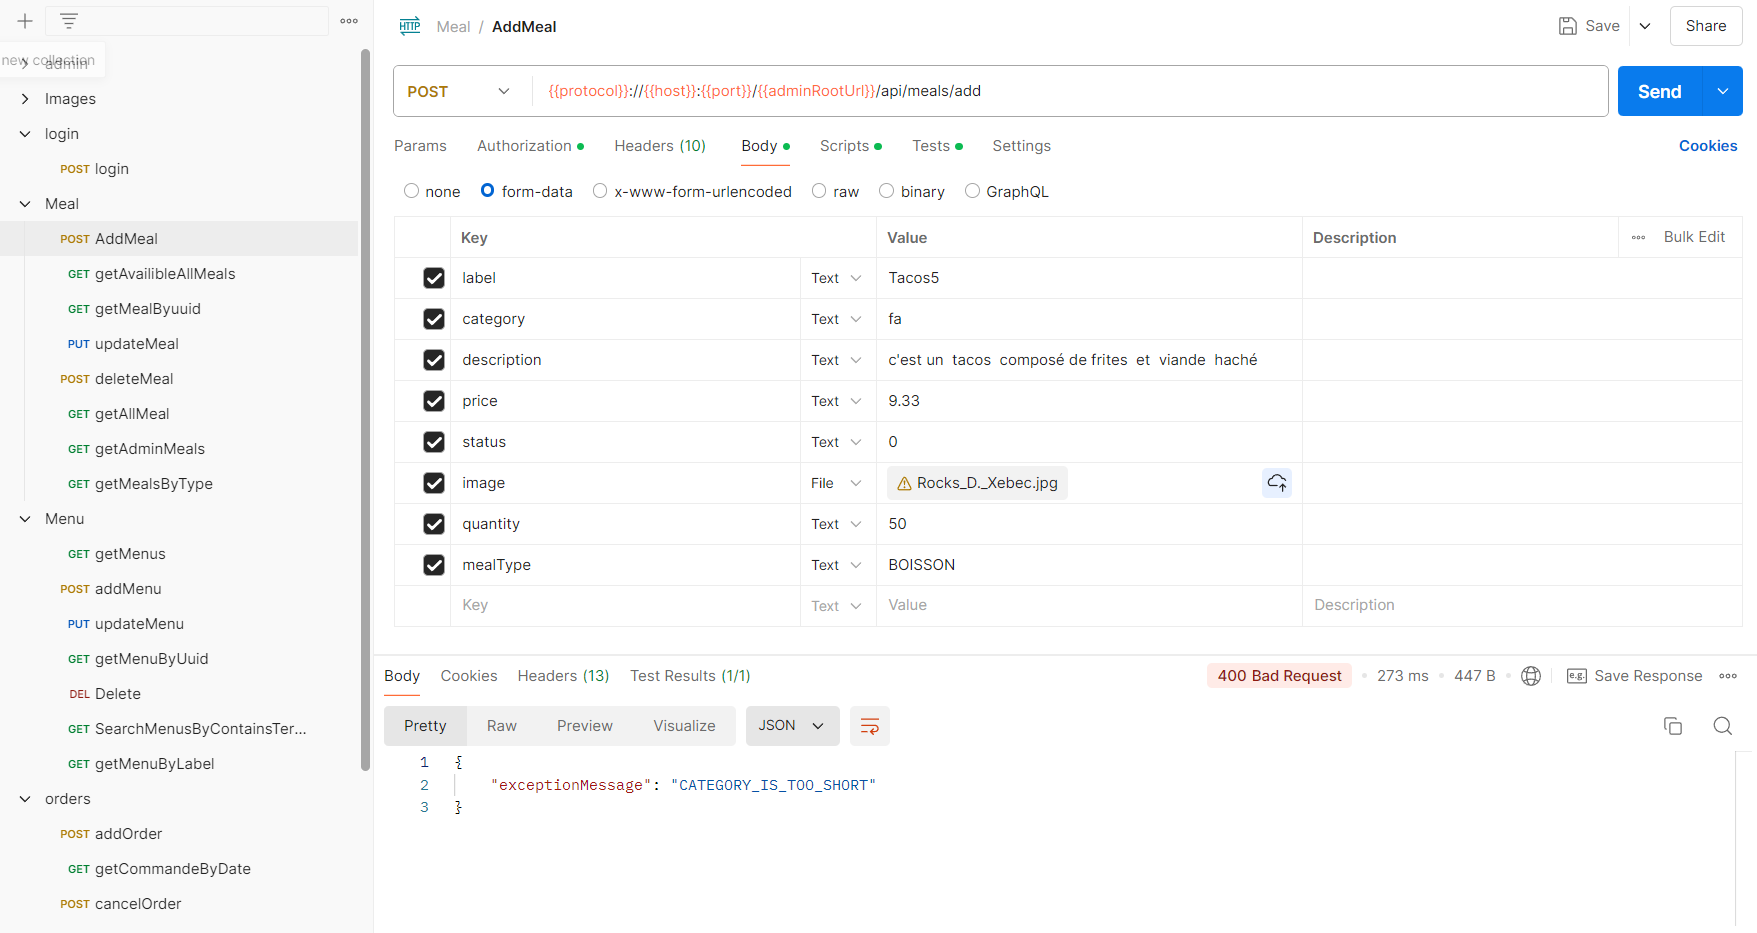 new collection
admin
Images
login
POST login
Meal
POST AddMeal
GET getAvailibleAllMeals
GET getMealByuuid
PUT updateMeal
POST deleteMeal
GET getAllMeal
GET getAdminMeals
GET getMealsByType
Menu
GET getMenus
POST addMenu
PUT updateMenu
GET getMenuByUuid
DEL Delete
GET SearchMenusByContainsTer...
GET getMenuByLabel
orders
POST addOrder
GET getCommandeByDate
POST cancelOrder
HTTP Meal / AddMeal
Save
Share
POST {{protocol}}://{{host}}:{{port}}/{{adminRootUrl}}/api/meals/add
Send
Params Authorization Headers (10) Body Scripts Tests Settings Cookies
none form-data x-www-form-urlencoded raw binary GraphQL
Key Value Description Bulk Edit
label Text Tacos5
category Text fa
description Text c'est un  tacos  composé de frites  et  viande  haché
price Text 9.33
status Text 0
image File Rocks_D._Xebec.jpg
quantity Text 50
mealType Text BOISSON
Key Text Value Description
Body Cookies Headers (13) Test Results (1/1) 400 Bad Request 273 ms 447 B e.g. Save Response
Pretty Raw Preview Visualize JSON
1 {
2 "exceptionMessage": "CATEGORY_IS_TOO_SHORT"
3 }